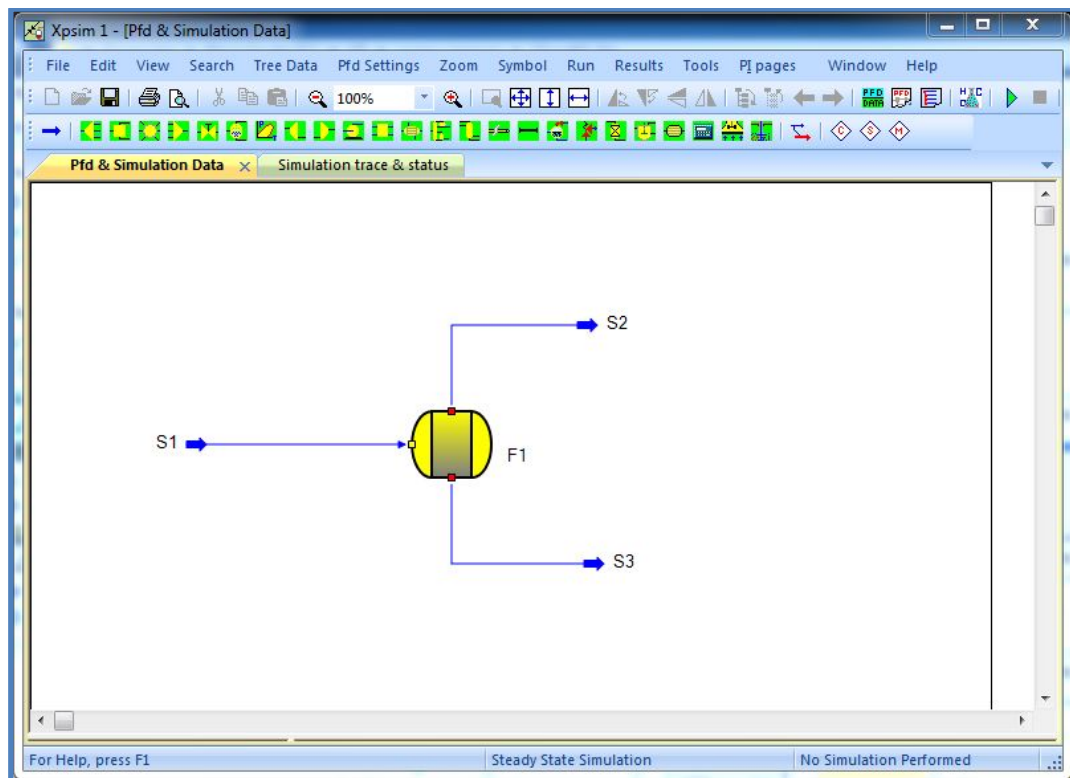 Xpsim 1 - [Pfd & Simulation Data]
File Edit View Search Tree Data Pfd Settings Zoom Symbol Run Results Tools PI pages Window Help
100%
Pfd & Simulation Data Simulation trace & status
S2
S1
F1
S3
For Help, press F1 Steady State Simulation No Simulation Performed